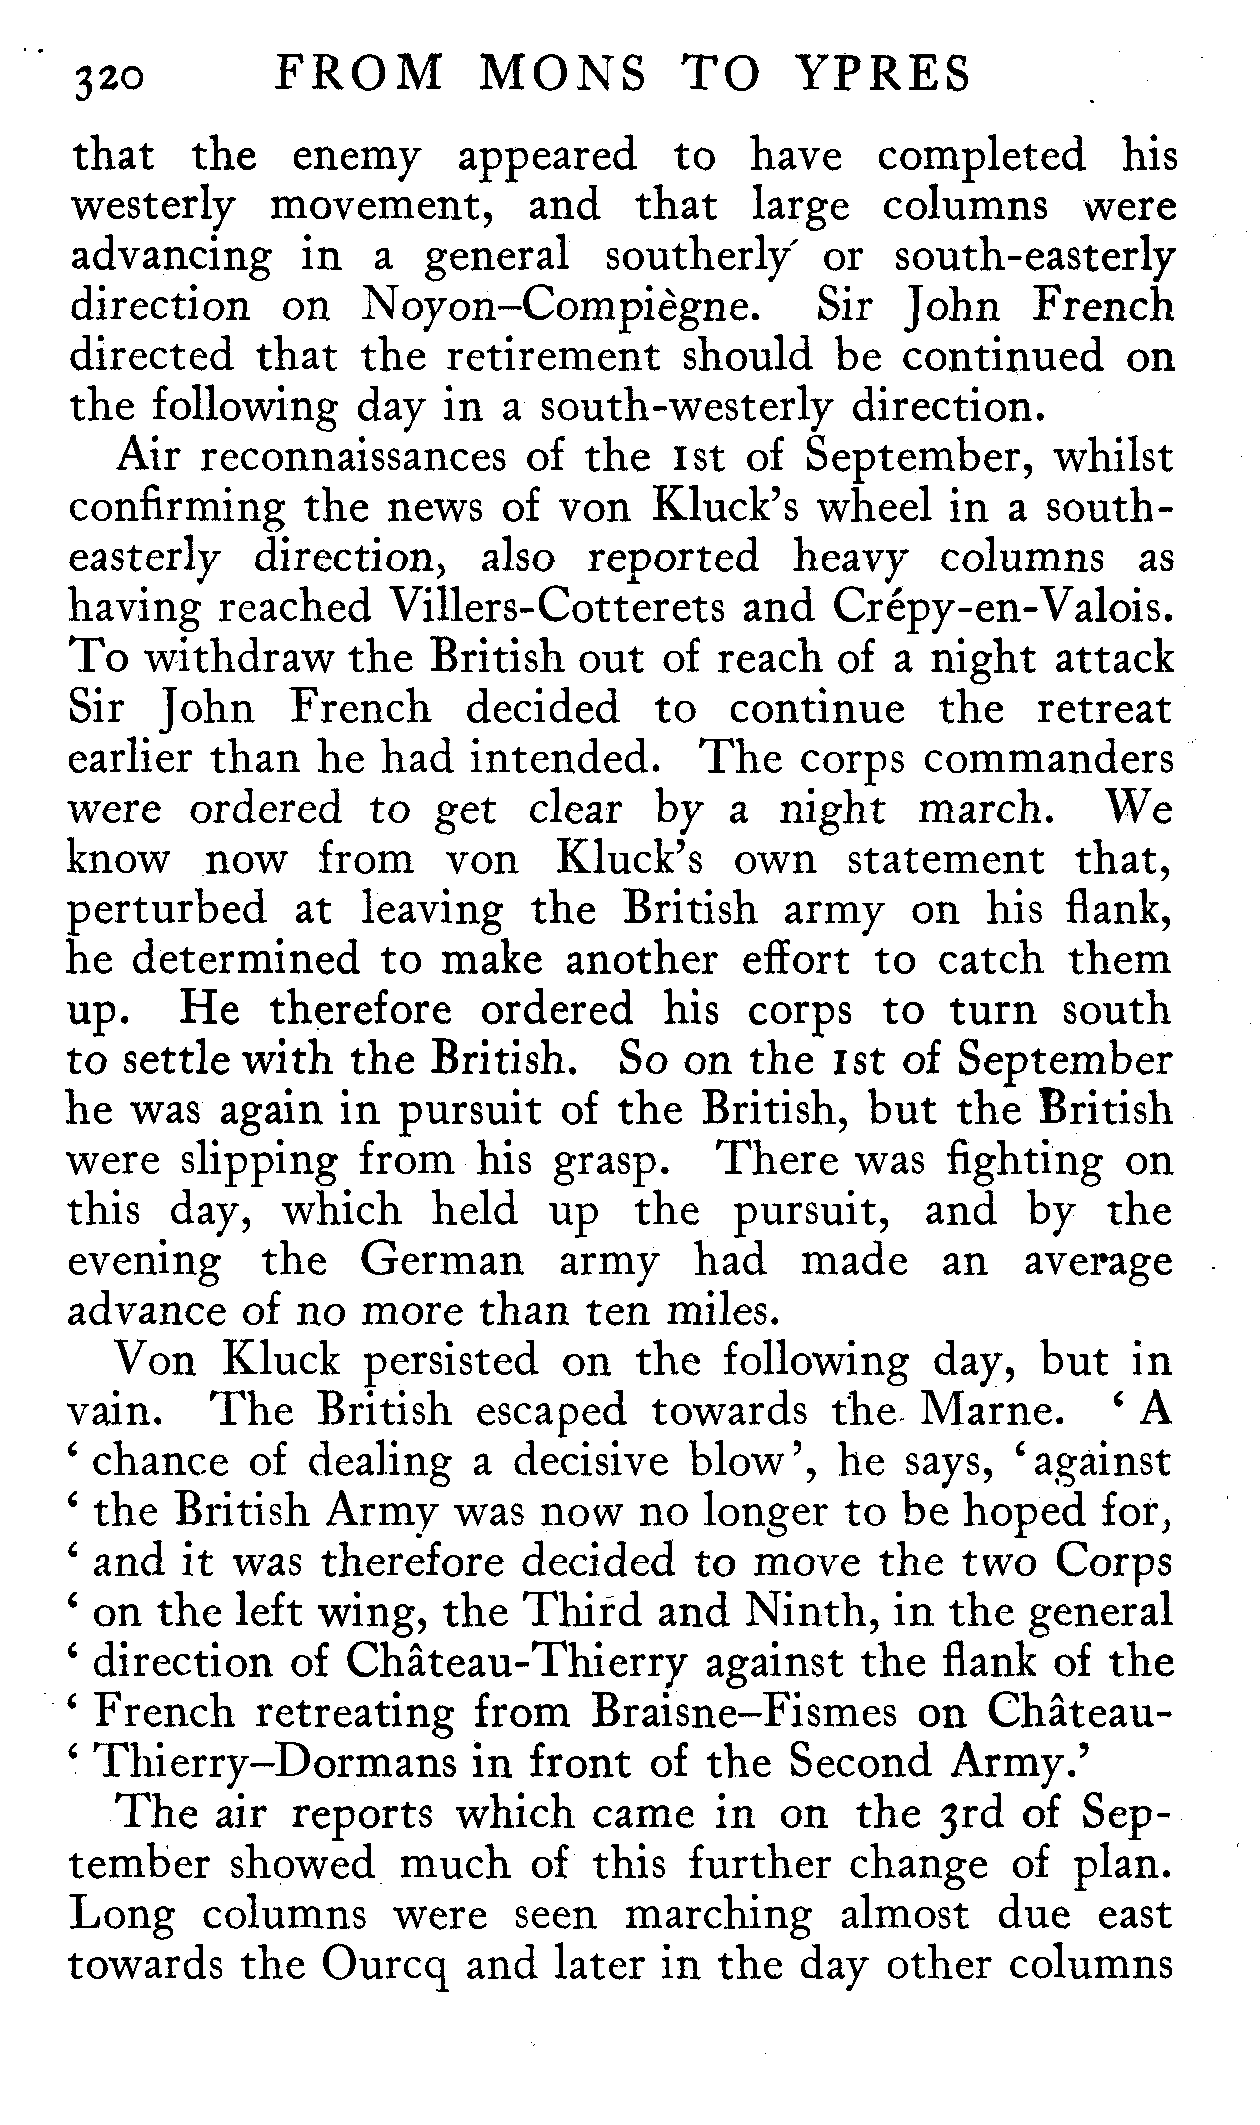 320 FROM MONS TO YPRES
that the enemy appeared to have completed his
westerly movement, and that large columns were
advancing in a general southerly or south-easterly
direction on Noyon–Compiègne. Sir John French
directed that the retirement should be continued on
the following day in a south-westerly direction.
Air reconnaissances of the 1st of September, whilst
confirming the news of von Kluck's wheel in a south-
easterly direction, also reported heavy columns as
having reached Villers-Cotterets and Crépy-en-Valois.
To withdraw the British out of reach of a night attack
Sir John French decided to continue the retreat
earlier than he had intended. The corps commanders
were ordered to get clear by a night march. We
know now from von Kluck's own statement that,
perturbed at leaving the British army on his flank,
he determined to make another effort to catch them
up. He therefore ordered his corps to turn south
to settle with the British. So on the 1st of September
he was again in pursuit of the British, but the British
were slipping from his grasp. There was fighting on
this day, which held up the pursuit, and by the
evening the German army had made an average
advance of no more than ten miles.
Von Kluck persisted on the following day, but in
vain. The British escaped towards the Marne. ‘ A
‘ chance of dealing a decisive blow ’, he says, ‘ against
‘ the British Army was now no longer to be hoped for,
‘ and it was therefore decided to move the two Corps
‘ on the left wing, the Third and Ninth, in the general
‘ direction of Château-Thierry against the flank of the
‘ French retreating from Braisne–Fismes on Château-
‘ Thierry–Dormans in front of the Second Army.’
The air reports which came in on the 3rd of Sep-
tember showed much of this further change of plan.
Long columns were seen marching almost due east
towards the Ourcq and later in the day other columns